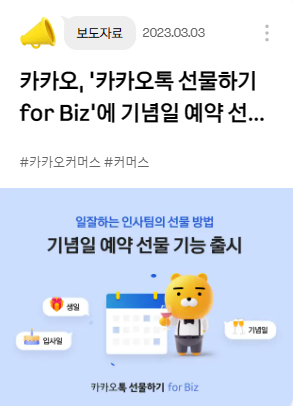 보도자료 2023.03.03
카카오, '카카오톡 선물하기
for Biz'에 기념일 예약 선...
#카카오커머스 #커머스
일잘하는 인사팀의 선물 방법
기념일 예약 선물 기능 출시
생일
입사일
기념일
카카오톡 선물하기 for Biz